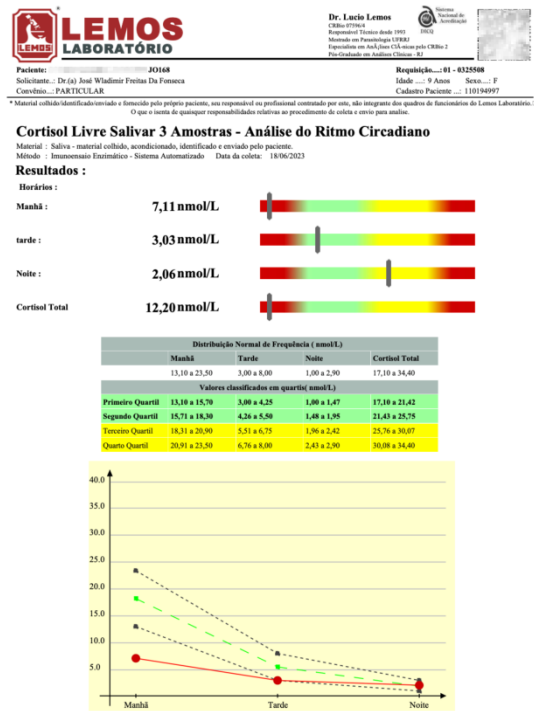 LEMOS
LABORATÓRIO
LEMOS
Dr. Lucio Lemos
CRBio 07596/4
Responsável Técnico desde 1993
Mestrado em Parasitologia UFRRJ
Especialista em AnÃ¡lises ClÃ­nicas pelo CRBio 2
Pós-Graduado em Análises Clínicas - RJ
Sistema
Nacional de
Acreditação
DICQ
Paciente: JO168
Requisição....: 01 - 0325508
Solicitante..: Dr.(a) José Wladimir Freitas Da Fonseca
Idade ....: 9 Anos Sexo....: F
Convênio...: PARTICULAR
Cadastro Paciente ...: 110194997
* Material colhido/identificado/enviado e fornecido pelo próprio paciente, seu responsável ou profissional contratado por este, não integrante dos quadros de funcionários do Lemos Laboratório.
O que o isenta de quaisquer responsabilidades relativas ao procedimento de coleta e envio para analise.
Cortisol Livre Salivar 3 Amostras - Análise do Ritmo Circadiano
Material : Saliva - material colhido, acondicionado, identificado e enviado pelo paciente.
Método : Imunoensaio Enzimático - Sistema Automatizado Data da coleta: 18/06/2023
Resultados :
Horários :
Manhã : 7,11 nmol/L
tarde : 3,03 nmol/L
Noite : 2,06 nmol/L
Cortisol Total 12,20 nmol/L
Distribuição Normal de Frequência ( nmol/L)
Manhã Tarde Noite Cortisol Total
13,10 a 23,50 3,00 a 8,00 1,00 a 2,90 17,10 a 34,40
Valores classificados em quartis( nmol/L)
Primeiro Quartil 13,10 a 15,70 3,00 a 4,25 1,00 a 1,47 17,10 a 21,42
Segundo Quartil 15,71 a 18,30 4,26 a 5,50 1,48 a 1,95 21,43 a 25,75
Terceiro Quartil 18,31 a 20,90 5,51 a 6,75 1,96 a 2,42 25,76 a 30,07
Quarto Quartil 20,91 a 23,50 6,76 a 8,00 2,43 a 2,90 30,08 a 34,40
40.0
35.0
30.0
25.0
20.0
15.0
10.0
5.0
Manhã Tarde Noite